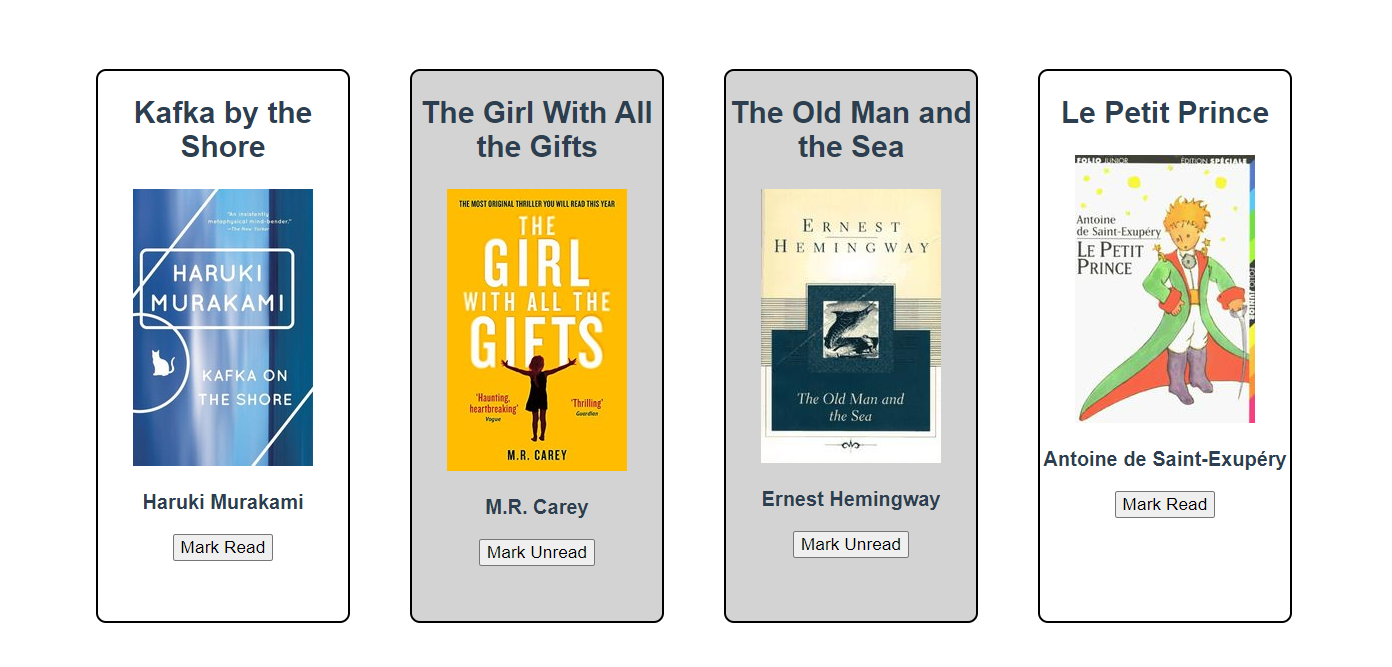 Kafka by the
Shore
"An insistently
metaphysical mind-bender."
—The New Yorker
HARUKI
MURAKAMI
KAFKA ON
THE SHORE
Haruki Murakami
Mark Read
The Girl With All
the Gifts
THE MOST ORIGINAL THRILLER YOU WILL READ THIS YEAR
THE
GIRL
WITH ALL THE
GIFTS
'Haunting,
heartbreaking'
Vogue
'Thrilling'
Guardian
M.R. CAREY
M.R. Carey
Mark Unread
The Old Man and
the Sea
ERNEST
HEMINGWAY
The Old Man and
the Sea
Ernest Hemingway
Mark Unread
Le Petit Prince
FOLIO JUNIOR
ÉDITION SPÉCIALE
Antoine
de Saint-Exupéry
LE PETIT
PRINCE
Antoine de Saint-Exupéry
Mark Read